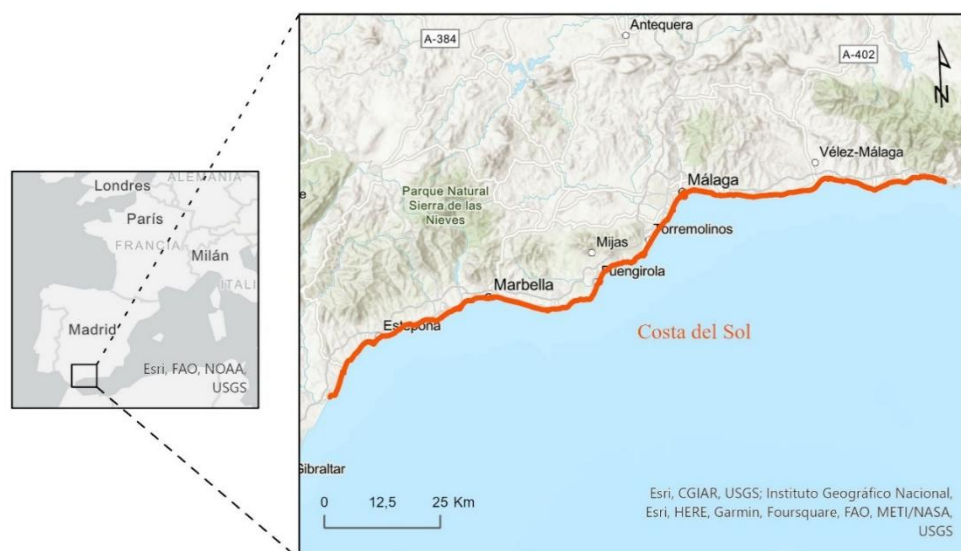 ALEMANIA
Londres
París
FRANCIA
Milán
ITALI
Madrid
Esri, FAO, NOAA,
USGS
Antequera
A-384
A-402
N
Vélez-Málaga
e
Málaga
Parque Natural
Sierra de las
Nieves
Torremolinos
Mijas
Fuengirola
Marbella
Estepona
Costa del Sol
Gibraltar
0 12,5 25 Km
Esri, CGIAR, USGS; Instituto Geográfico Nacional,
Esri, HERE, Garmin, Foursquare, FAO, METI/NASA,
USGS